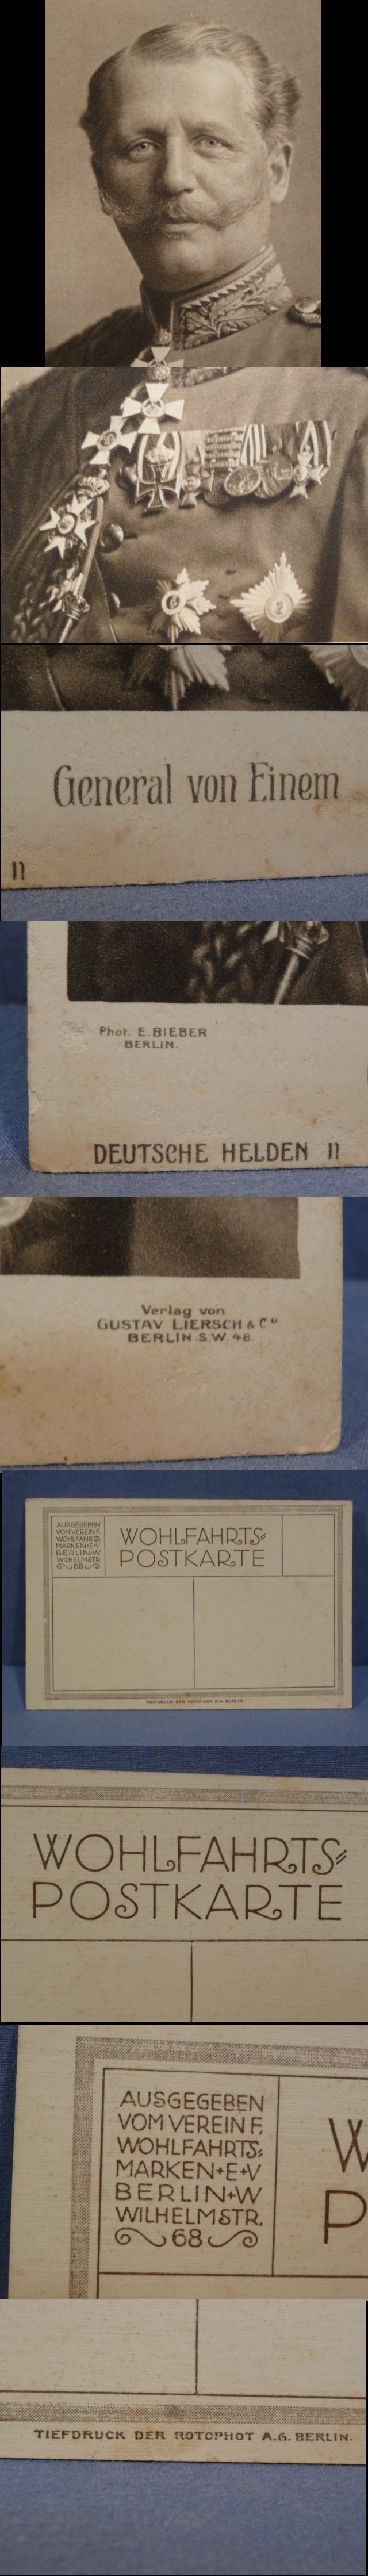 General von Einem
11
Phot. E. BIEBER
BERLIN.
DEUTSCHE HELDEN 11
Verlag von
GUSTAV LIERSCH & Co
BERLIN S.W. 48
AUSGEGEBEN
VOM VEREIN F.
WOHLFAHRTS=
MARKEN+E+V
BERLIN+W
WILHELMSTR.
68
WOHLFAHRTS=
POSTKARTE
TIEFDRUCK DER ROTOPHOT A.G. BERLIN.
WOHLFAHRTS=
POSTKARTE
AUSGEGEBEN
VOM VEREIN F.
WOHLFAHRTS=
MARKEN+E+V
BERLIN+W
WILHELMSTR.
68
W
P
TIEFDRUCK DER ROTOPHOT A.G. BERLIN.